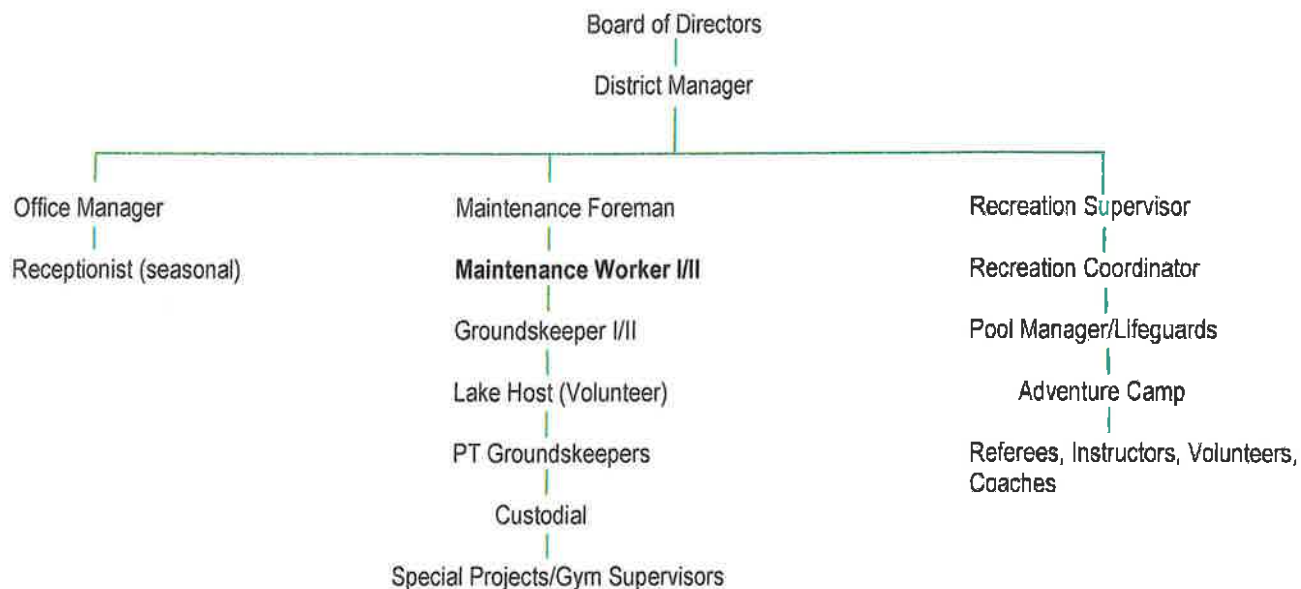 Board of Directors
District Manager
Office Manager
Maintenance Foreman
Recreation Supervisor
Receptionist (seasonal)
Maintenance Worker I/II
Recreation Coordinator
Groundskeeper I/II
Pool Manager/Lifeguards
Lake Host (Volunteer)
Adventure Camp
PT Groundskeepers
Referees, Instructors, Volunteers,
Coaches
Custodial
Special Projects/Gym Supervisors